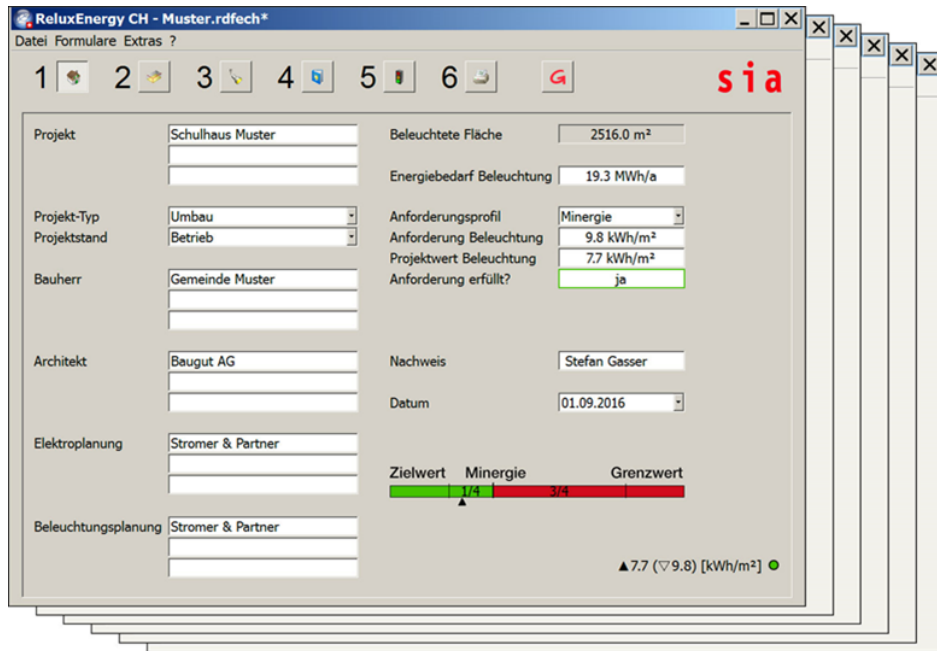 ReluxEnergy CH - Muster.rdfech*
Datei Formulare Extras ?
1 2 3 4 5 6 G sia
Projekt
Schulhaus Muster
Projekt-Typ
Umbau
Projektstand
Betrieb
Bauherr
Gemeinde Muster
Architekt
Baugut AG
Elektroplanung
Stromer & Partner
Beleuchtungsplanung
Stromer & Partner
Beleuchtete Fläche
2516.0 m²
Energiebedarf Beleuchtung
19.3 MWh/a
Anforderungsprofil
Minergie
Anforderung Beleuchtung
9.8 kWh/m²
Projektwert Beleuchtung
7.7 kWh/m²
Anforderung erfüllt?
ja
Nachweis
Stefan Gasser
Datum
01.09.2016
Zielwert Minergie Grenzwert
1/4 3/4
▲7.7 (▽9.8) [kWh/m²]